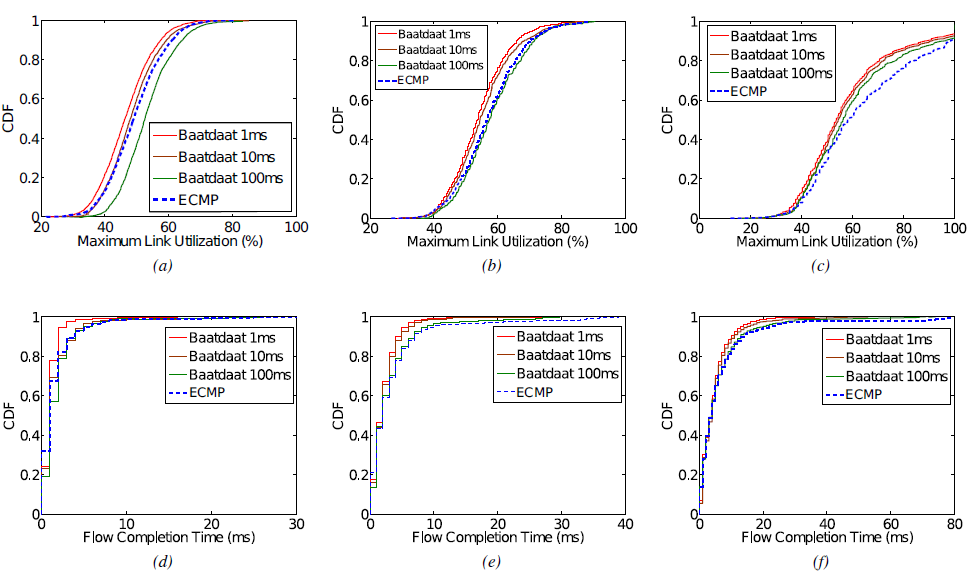 1
0.8
0.6
0.4
0.2
0
CDF
20
40
60
80
100
Maximum Link Utilization (%)
Baatdaat 1ms
Baatdaat 10ms
Baatdaat 100ms
ECMP
(a)
1
0.8
0.6
0.4
0.2
0
CDF
20
40
60
80
100
Maximum Link Utilization (%)
Baatdaat 1ms
Baatdaat 10ms
Baatdaat 100ms
ECMP
(b)
1
0.8
0.6
0.4
0.2
0
CDF
0
20
40
60
80
100
Maximum Link Utilization (%)
Baatdaat 1ms
Baatdaat 10ms
Baatdaat 100ms
ECMP
(c)
1
0.8
0.6
0.4
0.2
0
CDF
0
10
20
30
Flow Completion Time (ms)
Baatdaat 1ms
Baatdaat 10ms
Baatdaat 100ms
ECMP
(d)
1
0.8
0.6
0.4
0.2
0
CDF
0
10
20
30
40
Flow Completion Time (ms)
Baatdaat 1ms
Baatdaat 10ms
Baatdaat 100ms
ECMP
(e)
1
0.8
0.6
0.4
0.2
0
CDF
0
20
40
60
80
Flow Completion Time (ms)
Baatdaat 1ms
Baatdaat 10ms
Baatdaat 100ms
ECMP
(f)